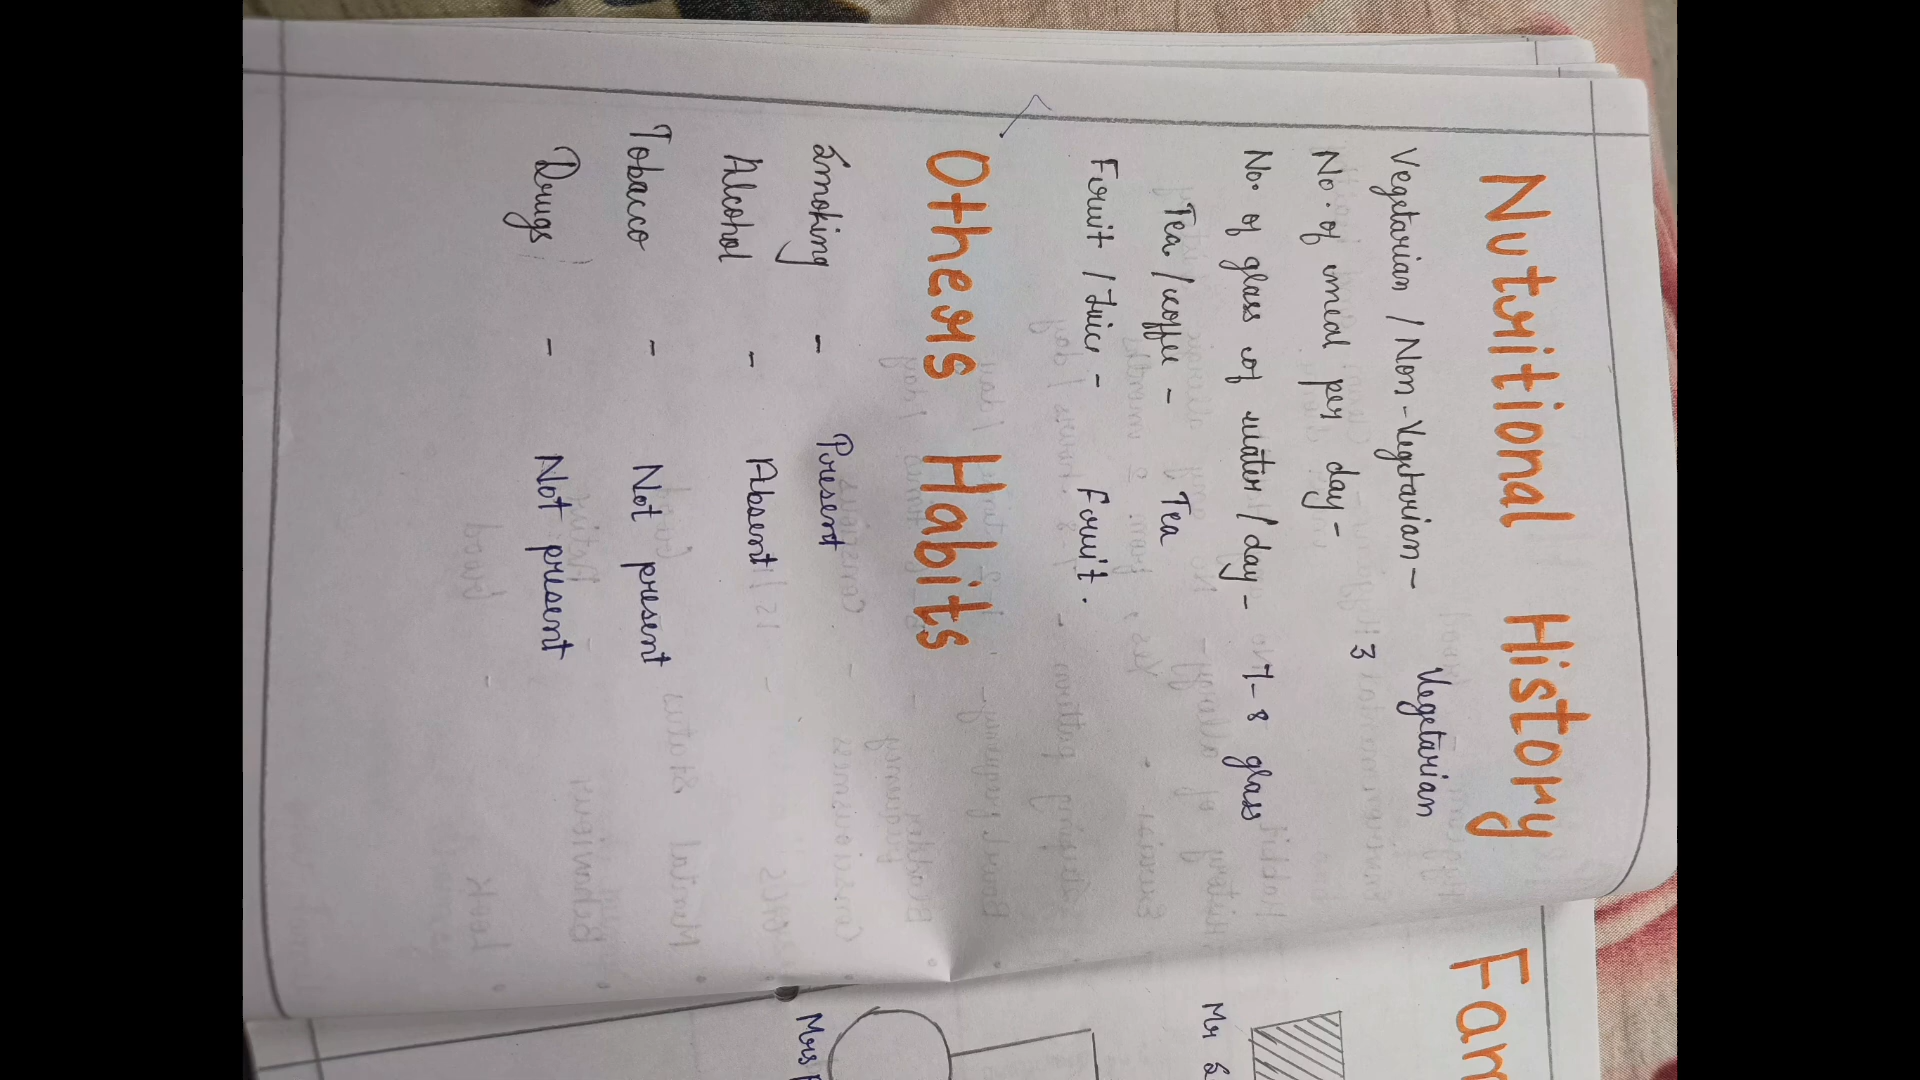 Nutritional History
Vegetarian / Non-Vegetarian - Vegetarian
No. of meal per day - 3
No. of glass of water / day - 7-8 glass
Tea / coffee - Tea
Fruit / Juice - Fruit.
Others Habits
Smoking - Present
Alcohol - Absent
Tobacco - Not present
Drugs - Not present
Fam
Mr
Mrs